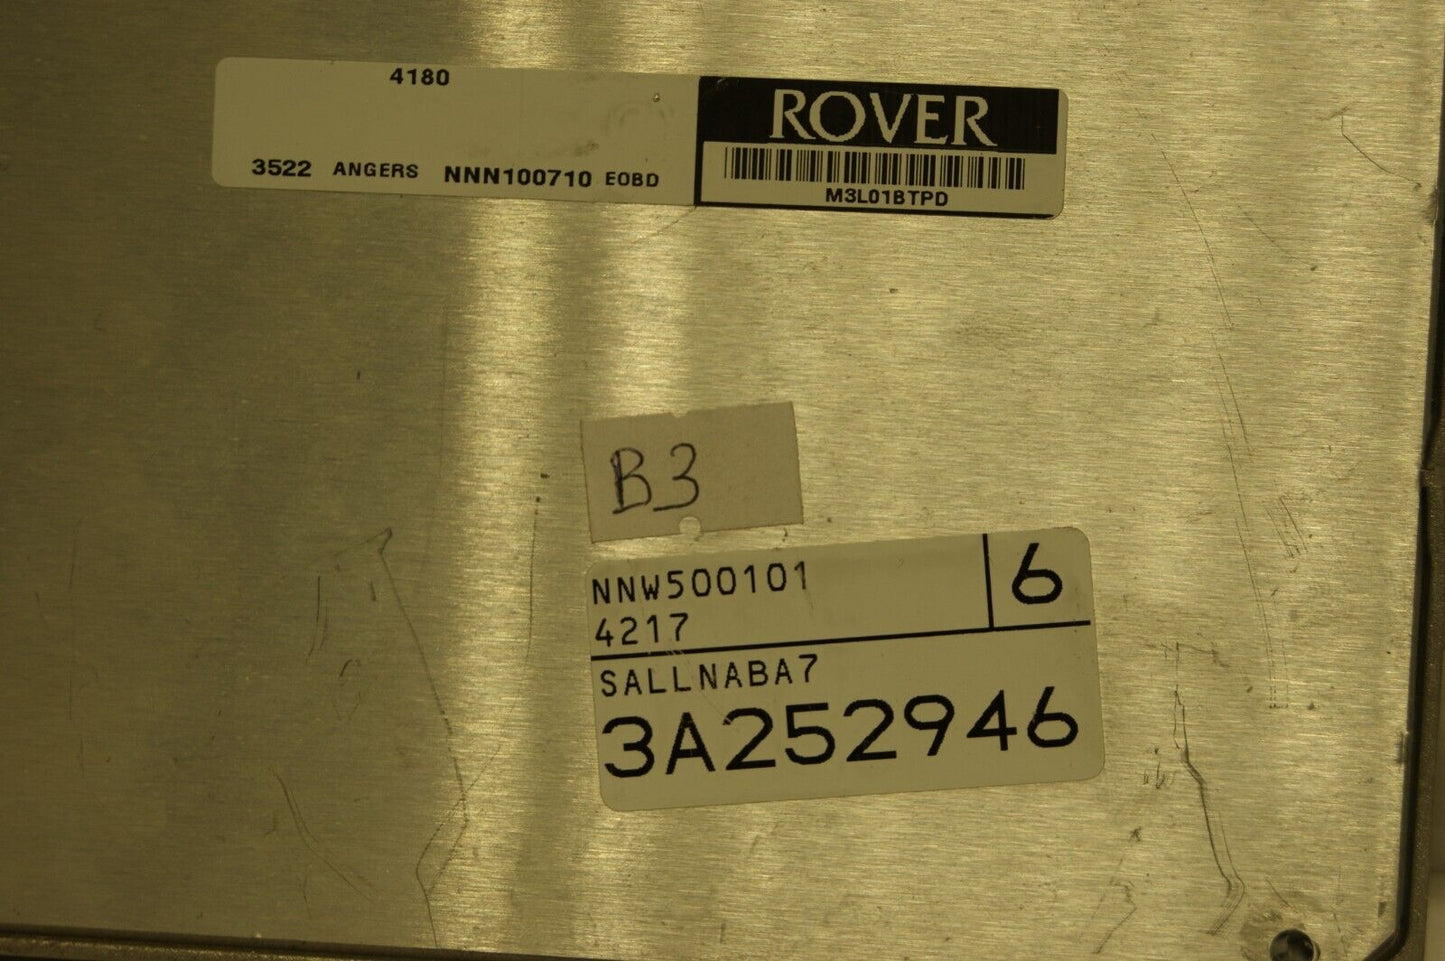 4180
3522 ANGERS NNN100710 EOBD
ROVER
M3L01BTPD
B3
NNW500101
6
4217
SALLNABA7
3A252946